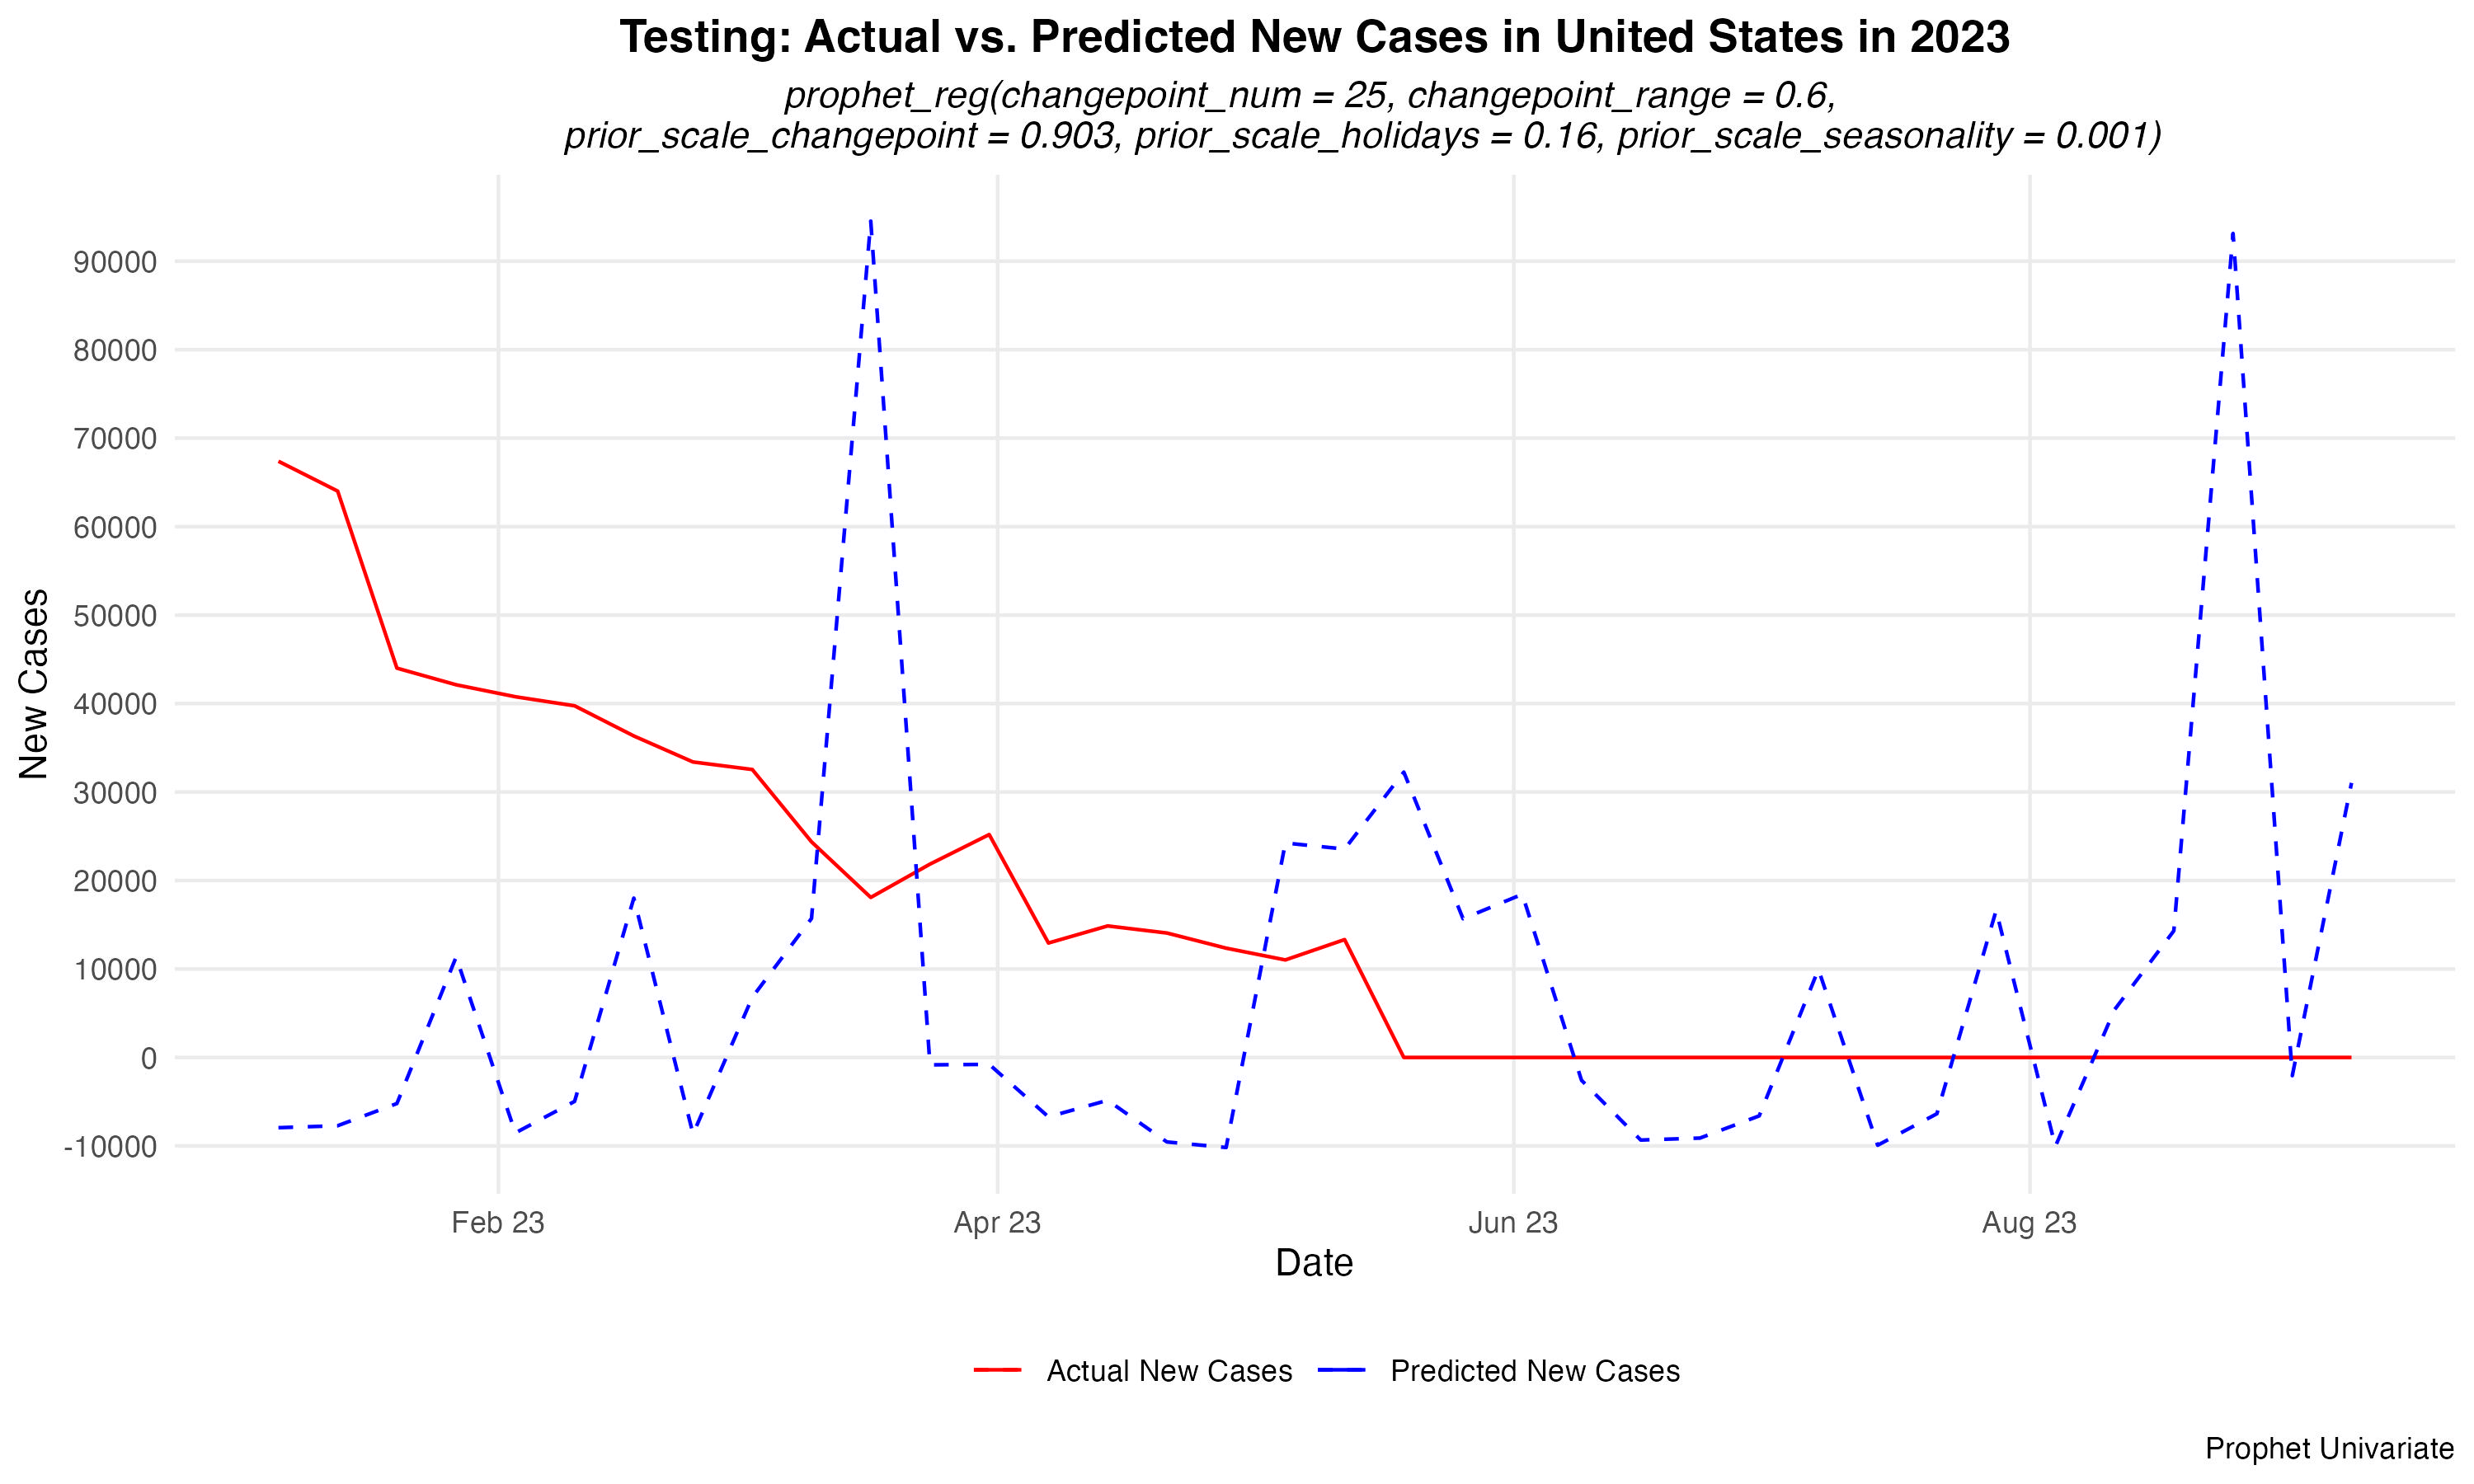 Testing: Actual vs. Predicted New Cases in United States in 2023
prophet_reg(changepoint_num = 25, changepoint_range = 0.6,
prior_scale_changepoint = 0.903, prior_scale_holidays = 0.16, prior_scale_seasonality = 0.001)
New Cases
90000
80000
70000
60000
50000
40000
30000
20000
10000
0
-10000
Feb 23
Apr 23
Jun 23
Aug 23
Date
Actual New Cases
Predicted New Cases
Prophet Univariate